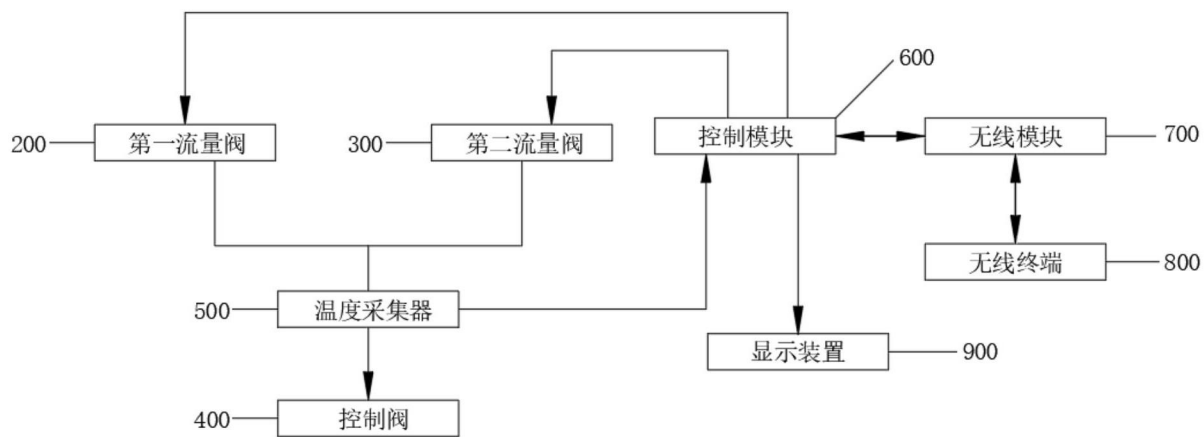 600
200
第一流量阀
300
第二流量阀
控制模块
无线模块
700
无线终端
800
500
温度采集器
显示装置
900
400
控制阀